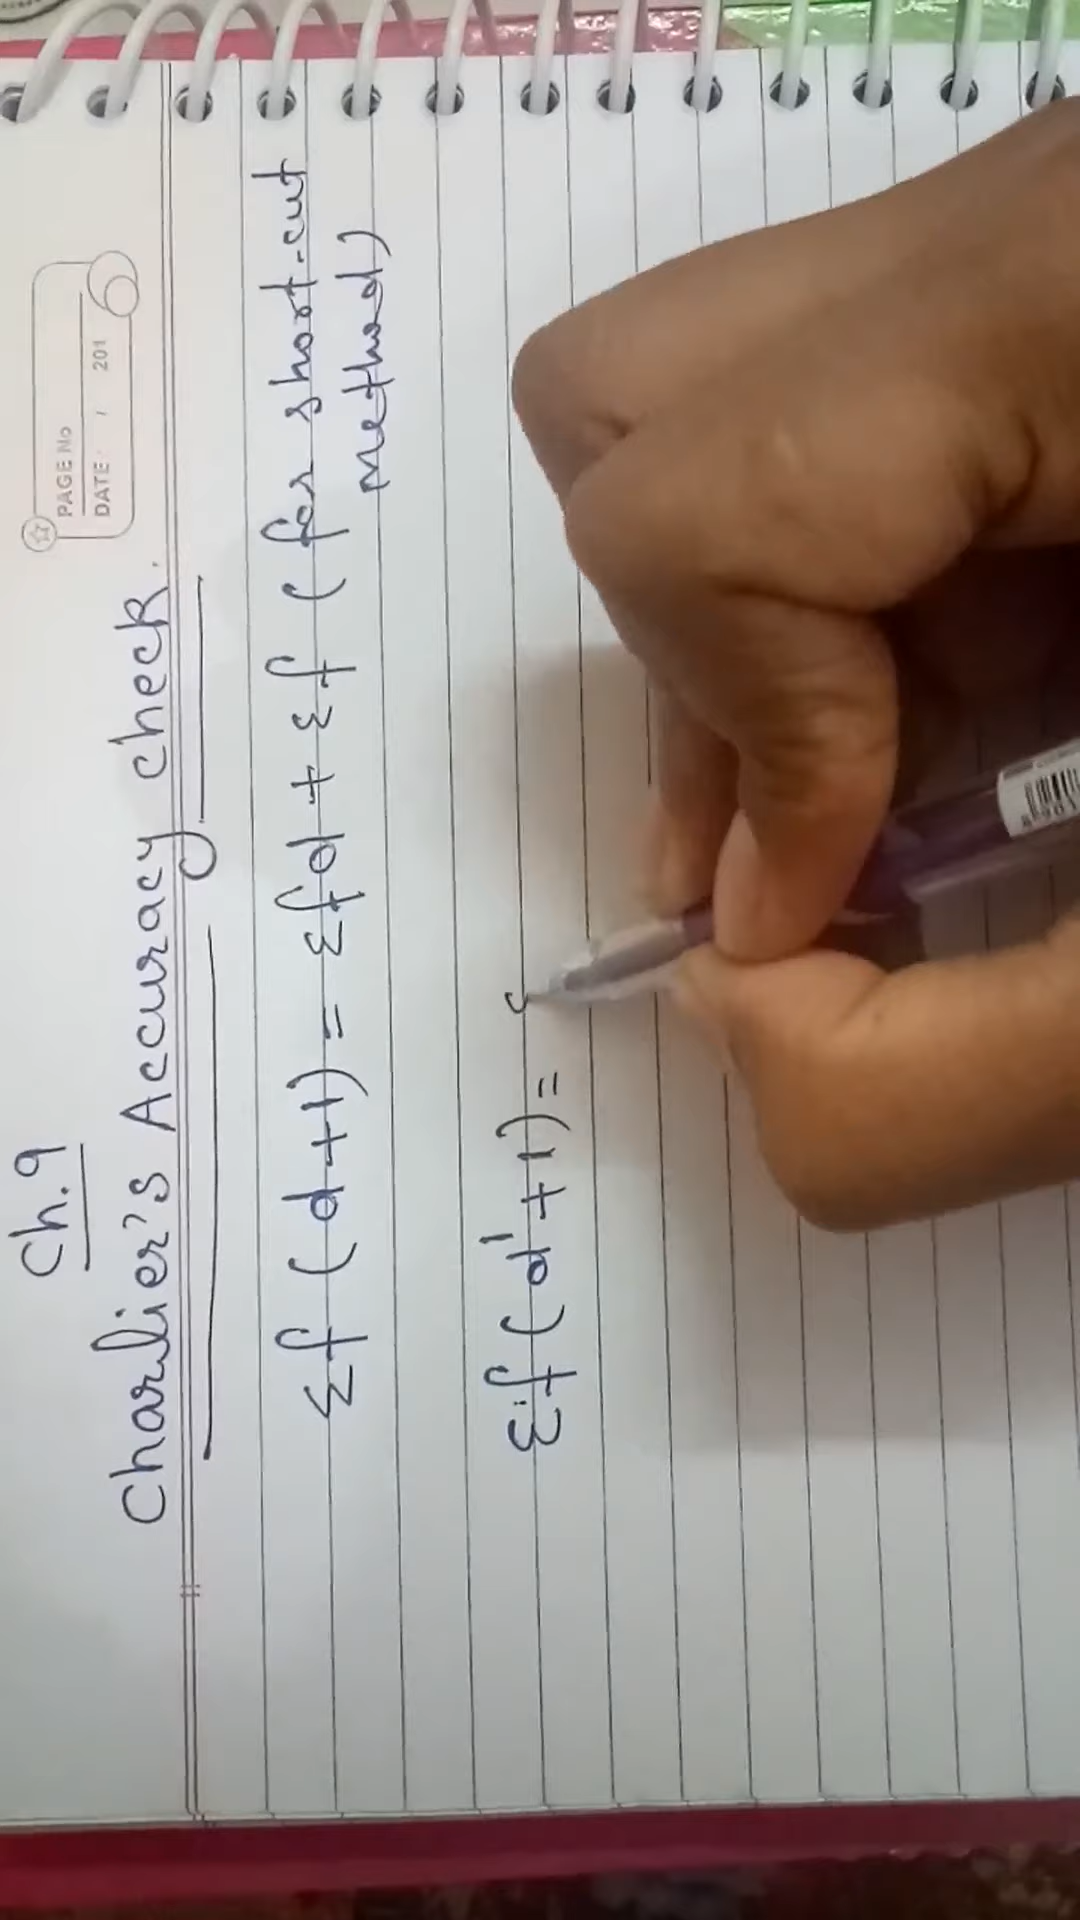 PAGE No
DATE: / 201
Ch.9
Charlier's Accuracy check.
Σf (d+1) = Σfd + Σf ( for short-cut
Method)
Σf (d'+1) =